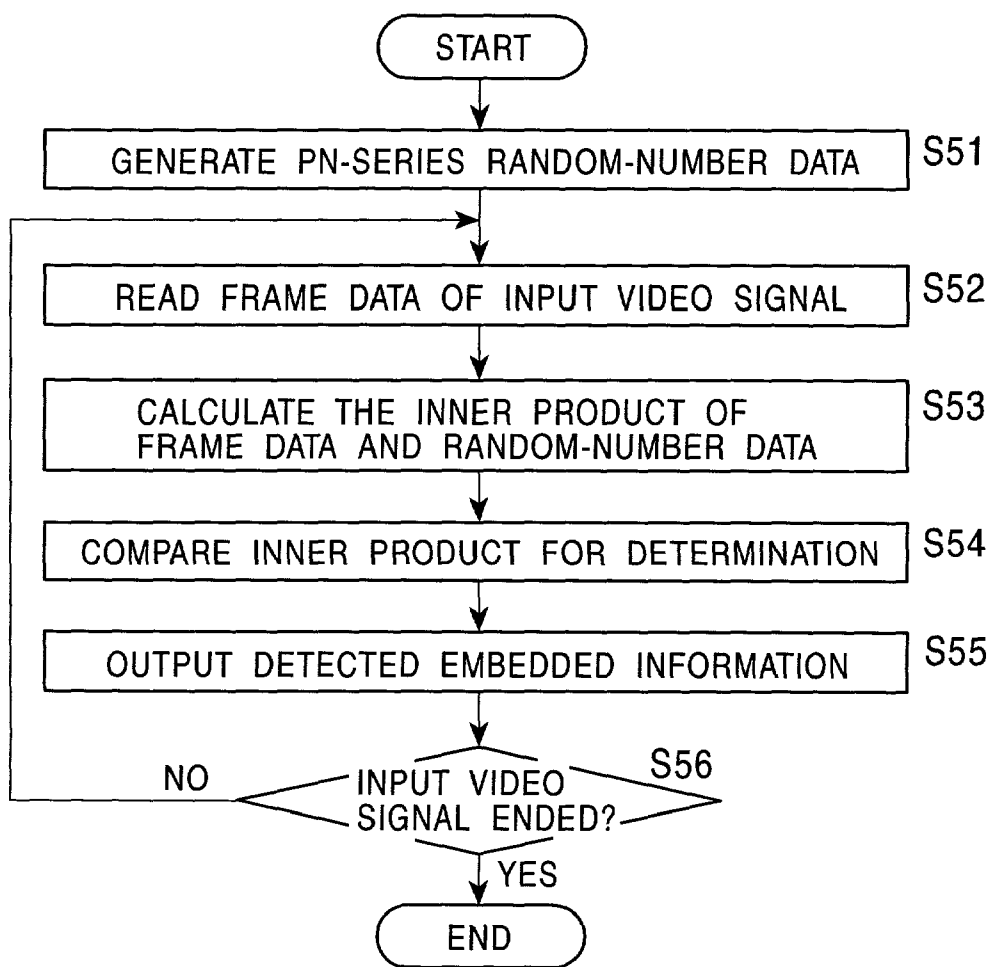 START
GENERATE PN-SERIES RANDOM-NUMBER DATA S51
READ FRAME DATA OF INPUT VIDEO SIGNAL S52
CALCULATE THE INNER PRODUCT OF S53
FRAME DATA AND RANDOM-NUMBER DATA
COMPARE INNER PRODUCT FOR DETERMINATION S54
OUTPUT DETECTED EMBEDDED INFORMATION S55
NO INPUT VIDEO S56
SIGNAL ENDED?
YES
END